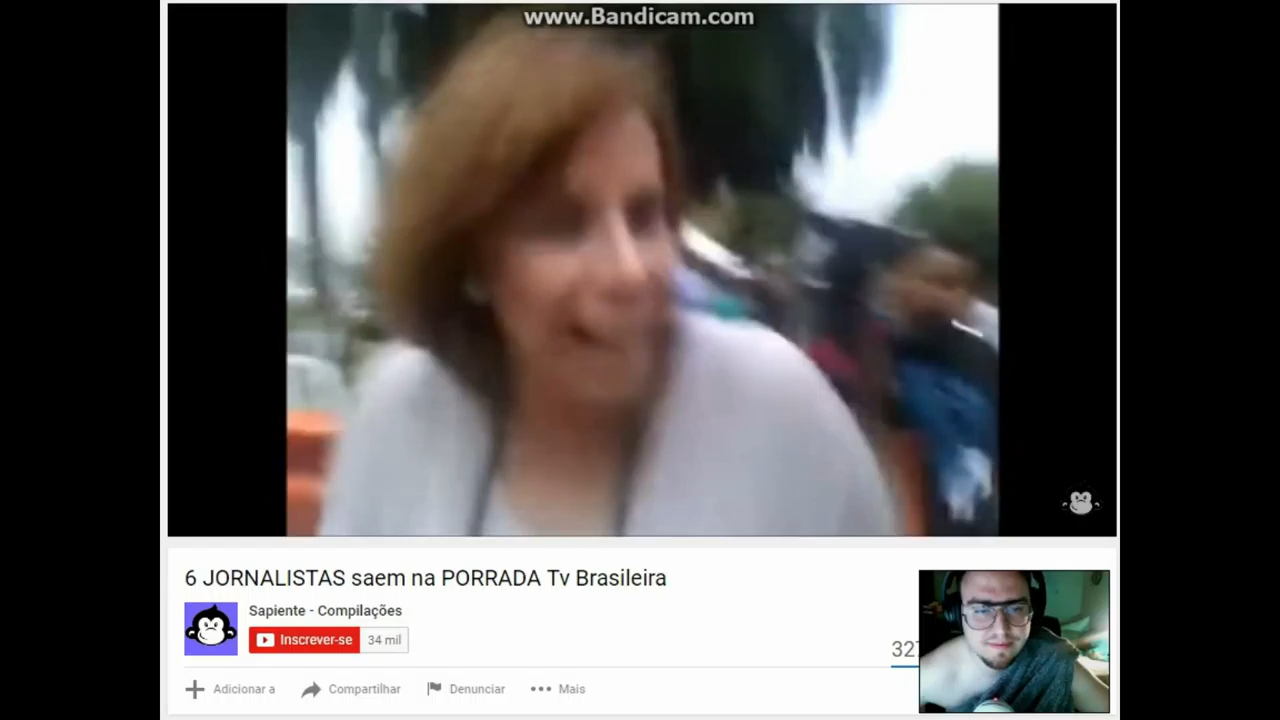 www.Bandicam.com
6 JORNALISTAS saem na PORRADA Tv Brasileira
Sapiente - Compilações
Inscrever-se 34 mil
Adicionar a Compartilhar Denunciar Mais